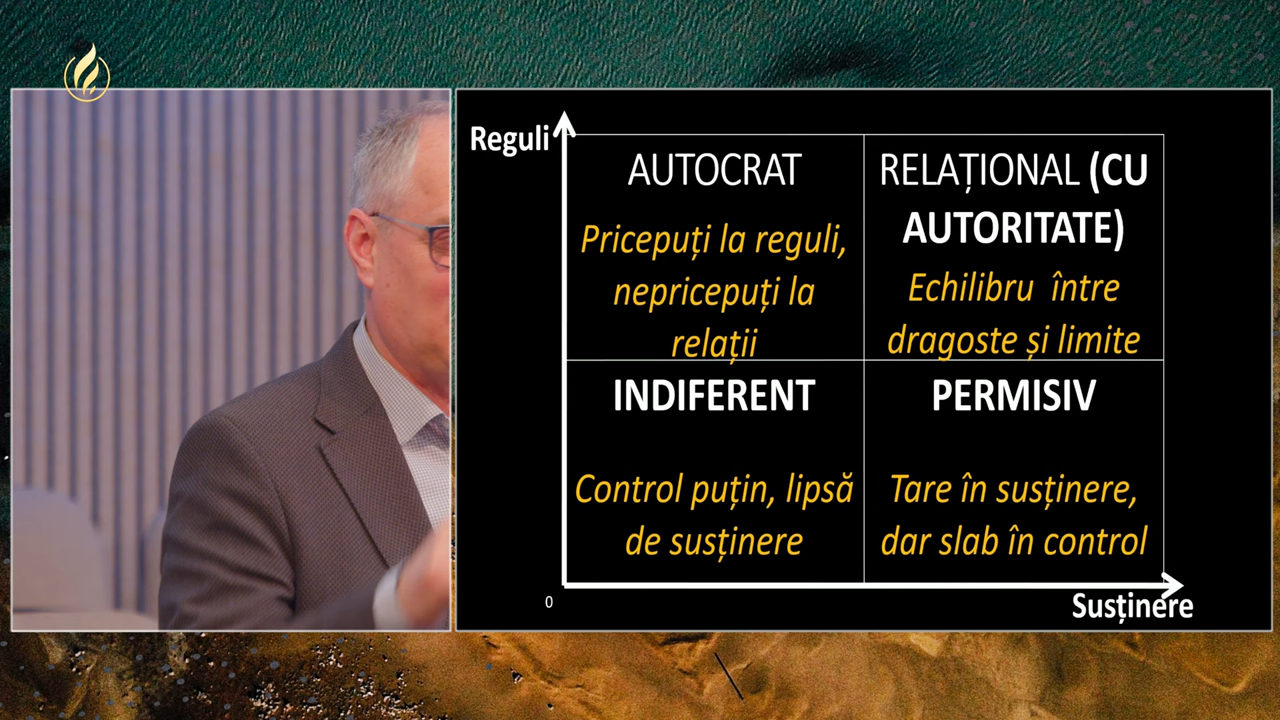 Reguli
AUTOCRAT
Pricepuți la reguli,
nepricepuți la
relații
RELAȚIONAL (CU
AUTORITATE)
Echilibru între
dragoste și limite
INDIFERENT
Control puțin, lipsă
de susținere
PERMISIV
Tare în susținere,
dar slab în control
0
Susținere